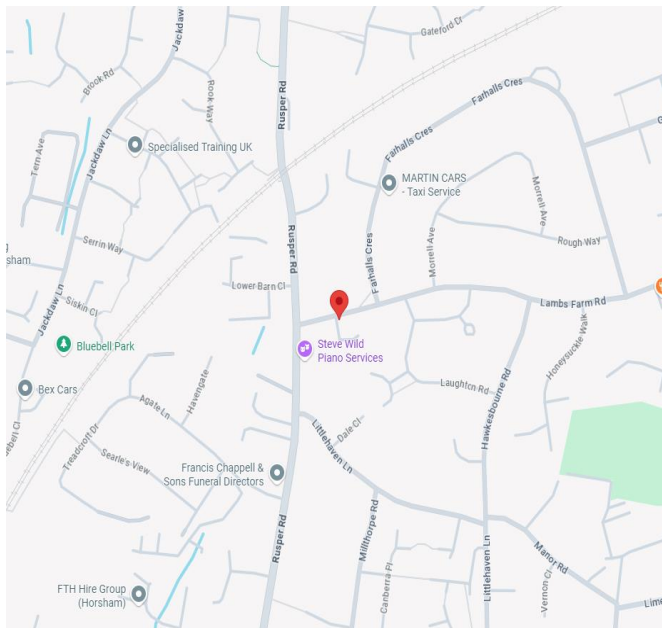 Gateford Cr
Jackdaw
Brook Rd
Rook Way
Rusper Rd
Farhalls Cres
Jackdaw Ln
Specialised Training UK
Farhalls Cres
Tern Ave
MARTIN CARS
- Taxi Service
Morrell Ave
Serrin Way
Rusper Rd
Farhalls Cres
Morrell Ave
Rough Way
sham
Lower Barn Cl
Jackdaw Ln
Siskin Cl
Lambs Farm Rd
Bluebell Park
Steve Wild
Piano Services
Honeysuckle Walk
Bex Cars
Havengate
Agate Ln
Laughton Rd
Hawkesbourne Rd
Treadcroft Dr
Searle's View
Littlehaven Ln
Dale Cl
Francis Chappell &
Sons Funeral Directors
Rusper Rd
Millthorpe Rd
Littlehaven Ln
Manor Rd
Canberra Pl
Vernon Cl
FTH Hire Group
(Horsham)
Lime